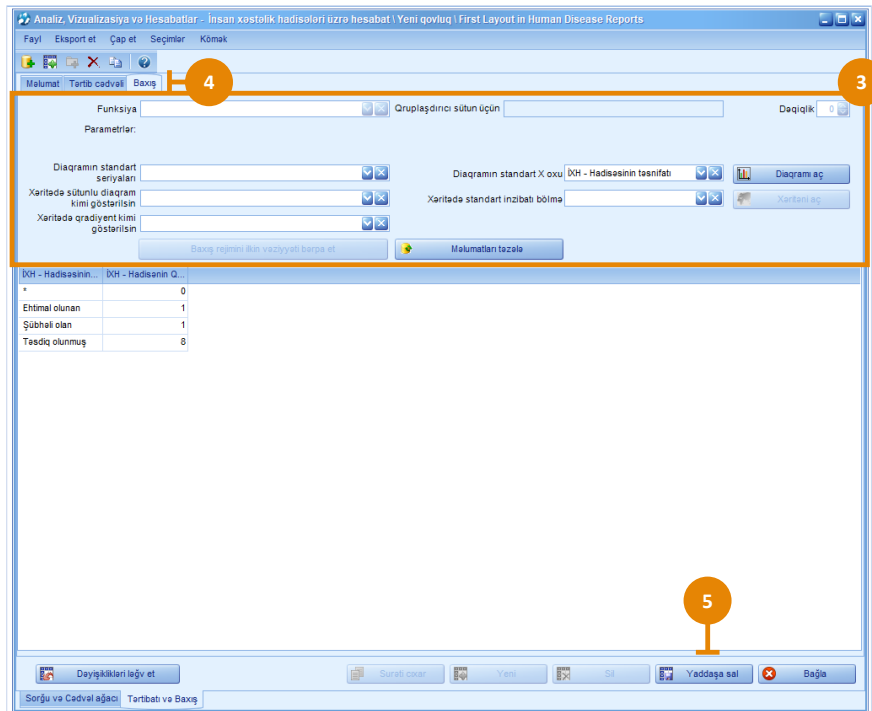 Analiz, Vizualizasiya və Hesabatlar - İnsan xəstəlik hadisələri üzrə hesabat \ Yeni qovluq \ First Layout in Human Disease Reports
Fayl Eksport et Çap et Seçimlər Kömək
Məlumat Tərtib cədvəli Baxış
4
3
Funksiya Qruplaşdırıcı sütun üçün Dəqiqlik 0
Parametrlər:
Diaqramın standart seriyaları Diaqramın standart X oxu İXH - Hadisəsinin təsnifatı Diaqramı aç
Xəritədə sütunlu diaqram kimi göstərilsin Xəritədə standart inzibati bölmə Xəritəni aç
Xəritədə qradiyent kimi göstərilsin
Baxış rejimini ilkin vəziyyəti bərpa et Məlumatları təzələ
İXH - Hadisəsinin... İXH - Hadisənin Q...
* 0
Ehtimal olunan 1
Şübhəli olan 1
Təsdiq olunmuş 8
5
Dəyişiklikləri ləğv et Surəti çıxar Yeni Sil Yaddaşa sal Bağla
Sorğu və Cədvəl ağacı Tərtibatı və Baxış